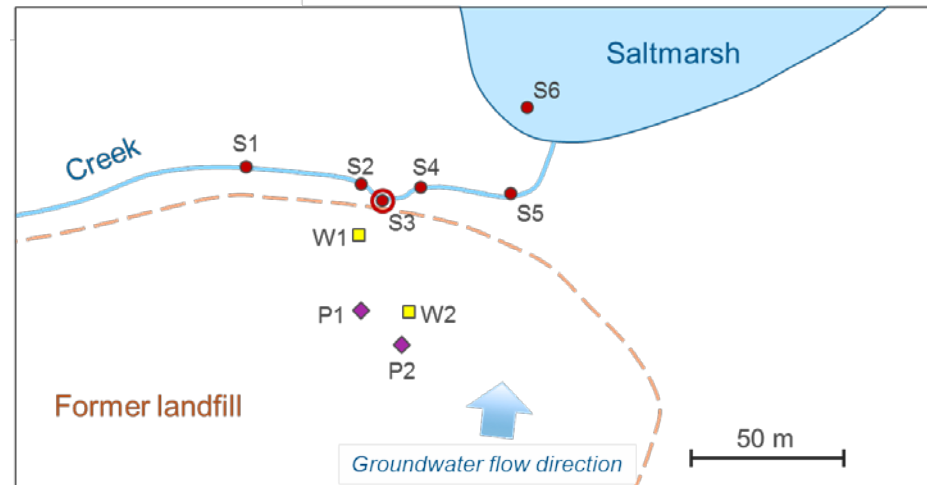 Saltmarsh
S6
S1
Creek
S2
S4
S3
S5
W1
P1
W2
P2
Former landfill
50 m
Groundwater flow direction